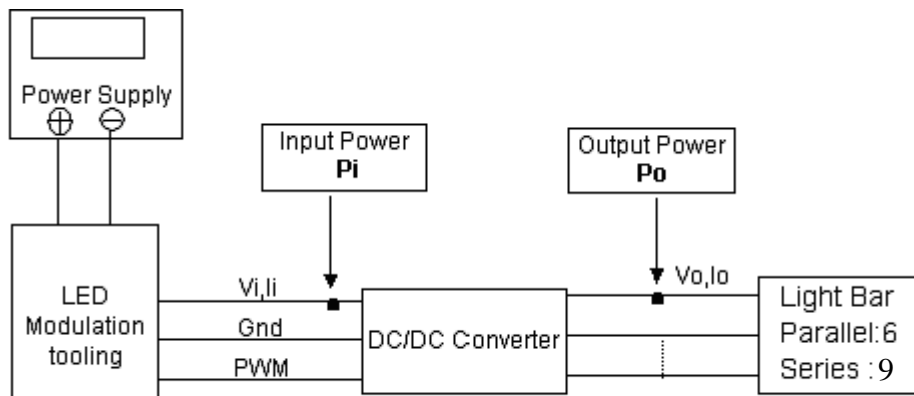 Power Supply
Input Power
Pi
Output Power
Po
LED
Modulation
tooling
Vi,Ii
Gnd
PWM
DC/DC Converter
Vo,Io
Light Bar
Parallel:6
Series :9